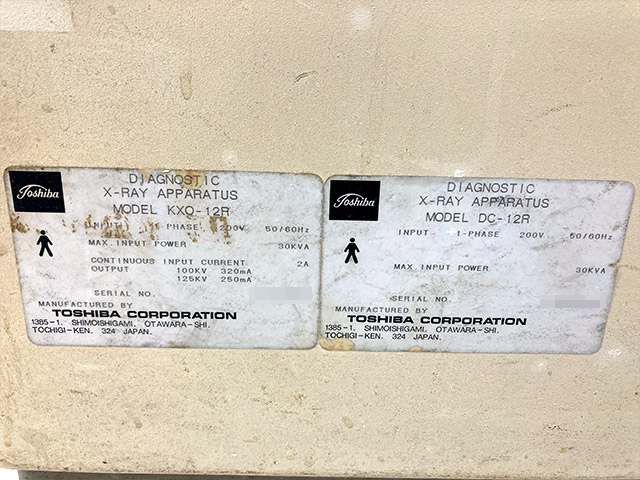 Toshiba
DIAGNOSTIC
X-RAY APPARATUS
MODEL KXO-12R
INPUT 1-PHASE 200V 50/60Hz
MAX.INPUT POWER 30KVA
CONTINUOUS INPUT CURRENT 2A
OUTPUT 100KV 320mA
125KV 250mA
SERIAL NO.
MANUFACTURED BY
TOSHIBA CORPORATION
1385-1. SHIMOISHIGAMI. OTAWARA-SHI.
TOCHIGI-KEN. 324 JAPAN.
Toshiba
DIAGNOSTIC
X-RAY APPARATUS
MODEL DC-12R
INPUT 1-PHASE 200V 50/60Hz
MAX.INPUT POWER 30KVA
SERIAL NO.
MANUFACTURED BY
TOSHIBA CORPORATION
1385-1. SHIMOISHIGAMI. OTAWARA-SHI.
TOCHIGI-KEN. 324 JAPAN.